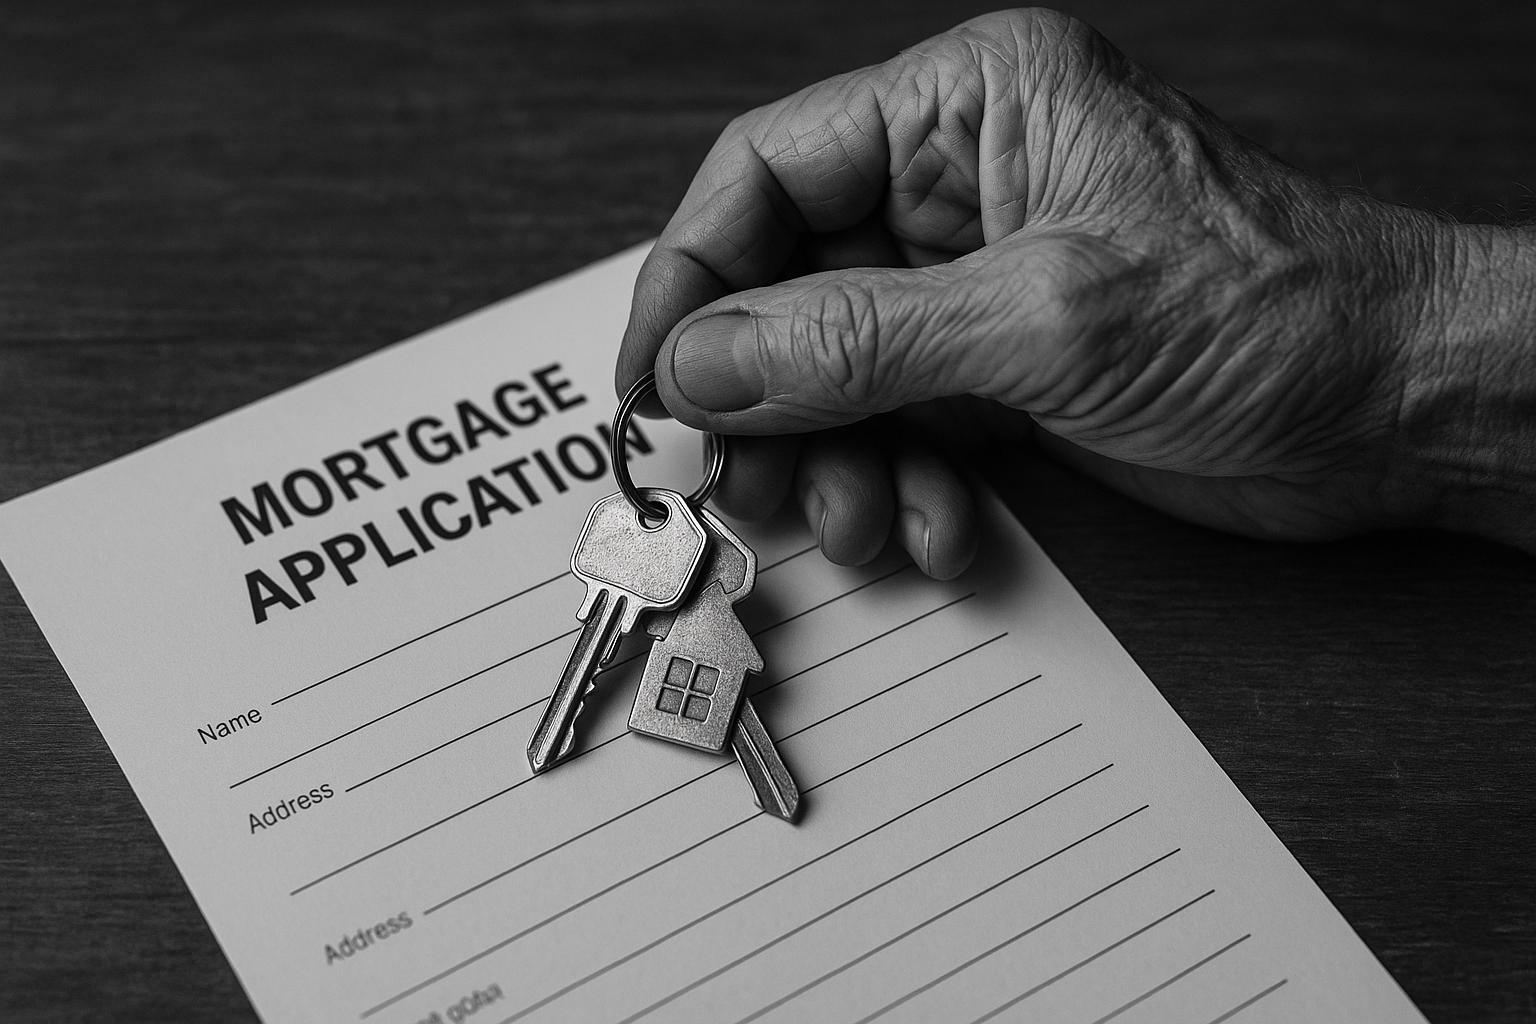 MORTGAGE
APPLICATION
Name
Address
Address